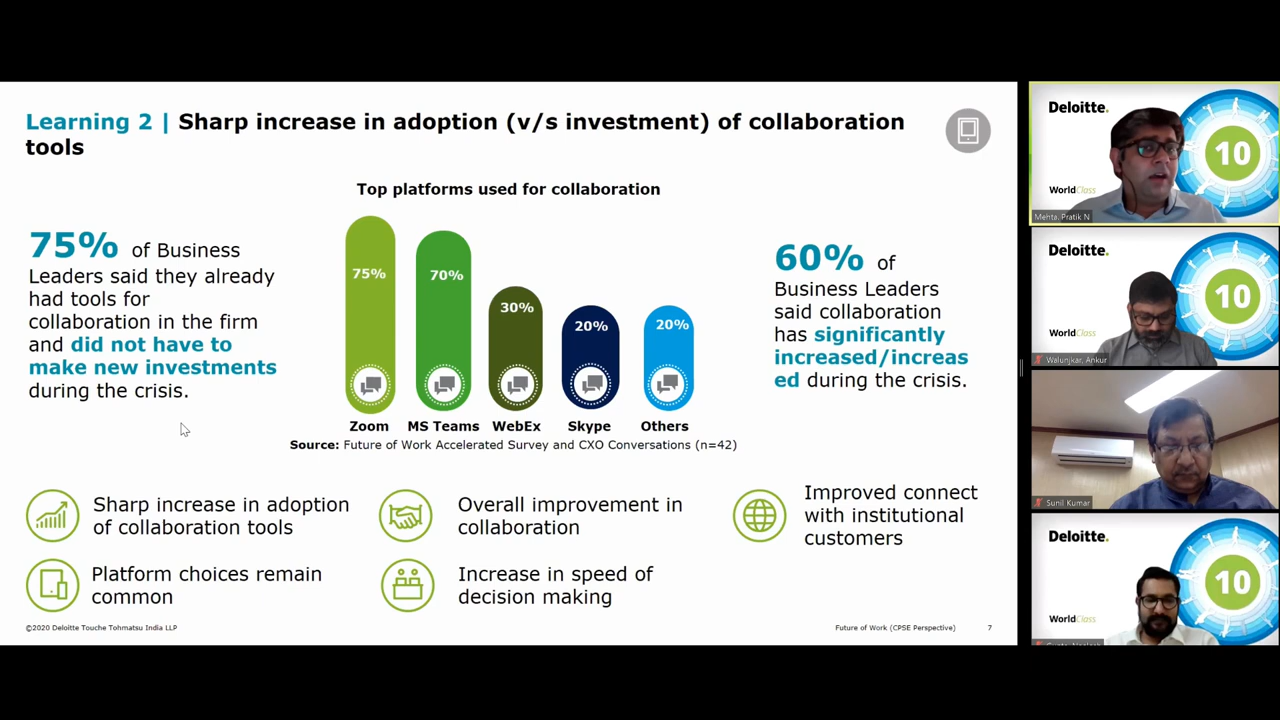 Learning 2 | Sharp increase in adoption (v/s investment) of collaboration
tools
Top platforms used for collaboration
75% of Business
Leaders said they already
had tools for
collaboration in the firm
and did not have to
make new investments
during the crisis.
75%
70%
30%
20%
20%
Zoom MS Teams WebEx Skype Others
Source: Future of Work Accelerated Survey and CXO Conversations (n=42)
60% of
Business Leaders
said collaboration
has significantly
increased/increas
ed during the crisis.
Sharp increase in adoption
of collaboration tools
Overall improvement in
collaboration
Improved connect
with institutional
customers
Platform choices remain
common
Increase in speed of
decision making
©2020 Deloitte Touche Tohmatsu India LLP
Future of Work (CPSE Perspective) 7
Deloitte.
10
WorldClass
Mehta, Pratik N
Deloitte.
10
WorldClass
Walunjkar, Ankur
Sunil Kumar
Deloitte.
10
WorldClass